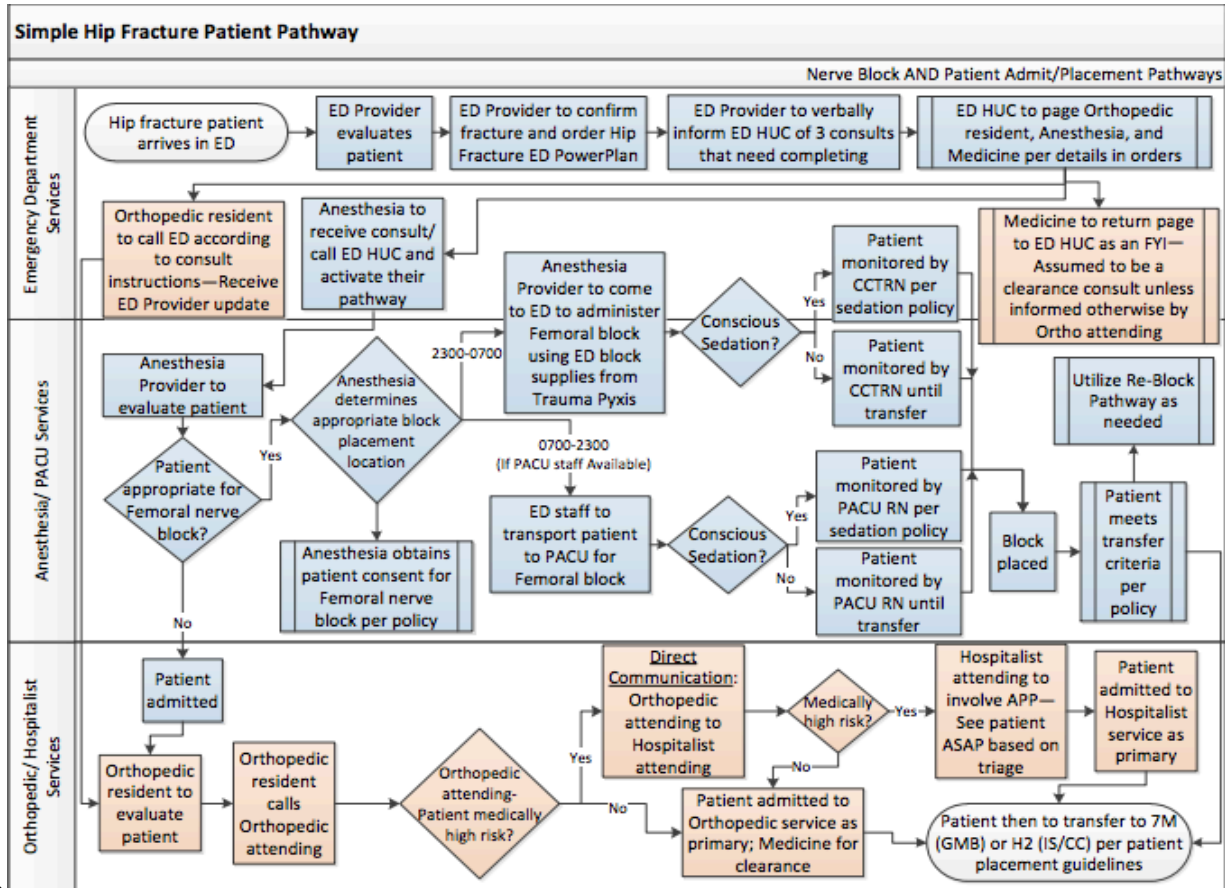 Simple Hip Fracture Patient Pathway
Nerve Block AND Patient Admit/Placement Pathways
Emergency Department
Services
Hip fracture patient
arrives in ED
ED Provider
evaluates
patient
ED Provider to confirm
fracture and order Hip
Fracture ED PowerPlan
ED Provider to verbally
inform ED HUC of 3 consults
that need completing
ED HUC to page Orthopedic
resident, Anesthesia, and
Medicine per details in orders
Orthopedic resident
to call ED according
to consult
instructions—Receive
ED Provider update
Anesthesia to
receive consult/
call ED HUC and
activate their
pathway
Anesthesia
Provider to come
to ED to administer
Femoral block
using ED block
supplies from
Trauma Pyxis
Conscious
Sedation?
Yes
No
Patient
monitored by
CCTRN per
sedation policy
Patient
monitored by
CCTRN until
transfer
Medicine to return page
to ED HUC as an FYI—
Assumed to be a
clearance consult unless
informed otherwise by
Ortho attending
Anesthesia/ PACU Services
Anesthesia
Provider to
evaluate patient
Patient
appropriate for
Femoral nerve
block?
Yes
No
Anesthesia
determines
appropriate block
placement
location
2300-0700
0700-2300
(If PACU staff Available)
Anesthesia obtains
patient consent for
Femoral nerve
block per policy
ED staff to
transport patient
to PACU for
Femoral block
Conscious
Sedation?
Yes
No
Patient
monitored by
PACU RN per
sedation policy
Patient
monitored by
PACU RN until
transfer
Block
placed
Patient
meets
transfer
criteria
per
policy
Utilize Re-Block
Pathway as
needed
Orthopedic/ Hospitalist
Services
Patient
admitted
Orthopedic
resident to
evaluate
patient
Orthopedic
resident
calls
Orthopedic
attending
Orthopedic
attending-
Patient medically
high risk?
Yes
No
Direct
Communication:
Orthopedic
attending to
Hospitalist
attending
Medically
high risk?
Yes
No
Hospitalist
attending to
involve APP—
See patient
ASAP based on
triage
Patient
admitted to
Hospitalist
service as
primary
Patient admitted to
Orthopedic service as
primary; Medicine for
clearance
Patient then to transfer to 7M
(GMB) or H2 (IS/CC) per patient
placement guidelines